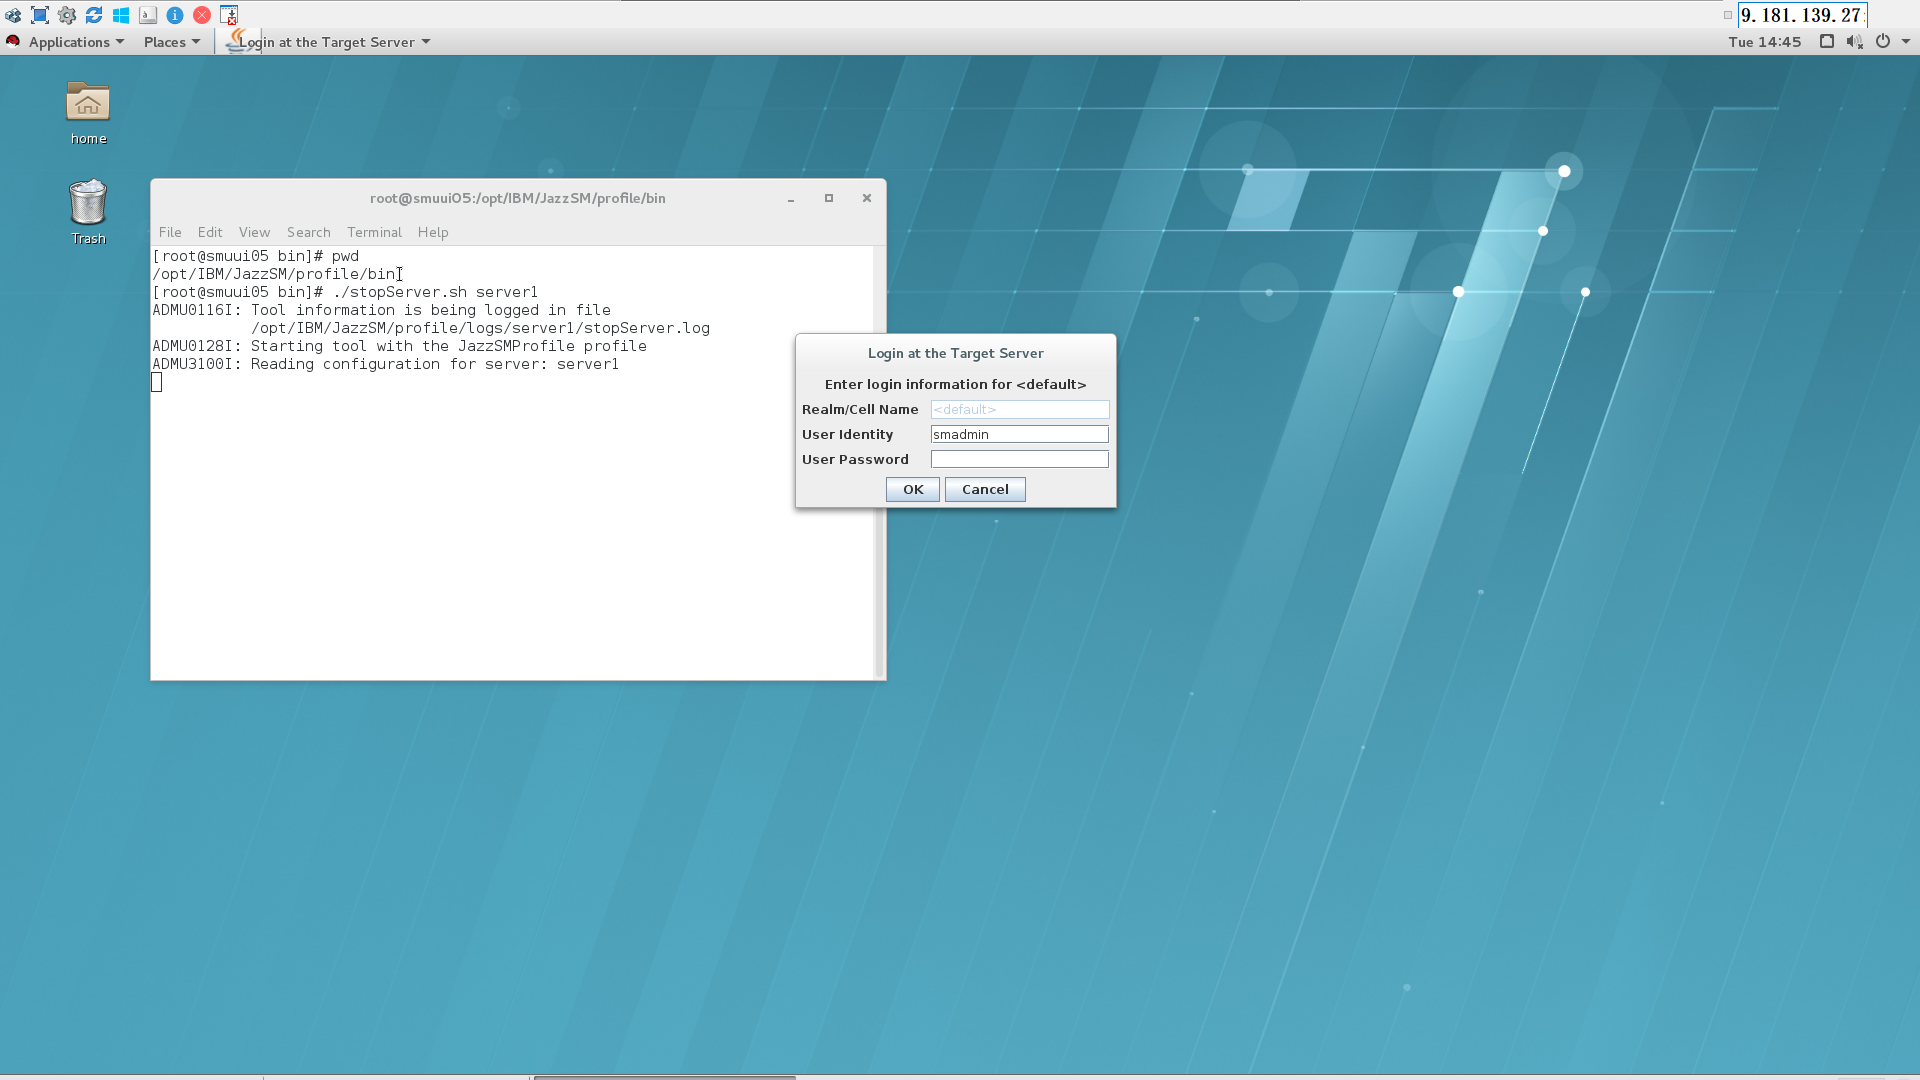 9.181.139.27:
Applications Places Login at the Target Server Tue 14:45
home
Trash
root@smuui05:/opt/IBM/JazzSM/profile/bin
File Edit View Search Terminal Help
[root@smuui05 bin]# pwd
/opt/IBM/JazzSM/profile/bin
[root@smuui05 bin]# ./stopServer.sh server1
ADMU0116I: Tool information is being logged in file
/opt/IBM/JazzSM/profile/logs/server1/stopServer.log
ADMU0128I: Starting tool with the JazzSMProfile profile
ADMU3100I: Reading configuration for server: server1
Login at the Target Server
Enter login information for <default>
Realm/Cell Name <default>
User Identity smadmin
User Password
OK Cancel